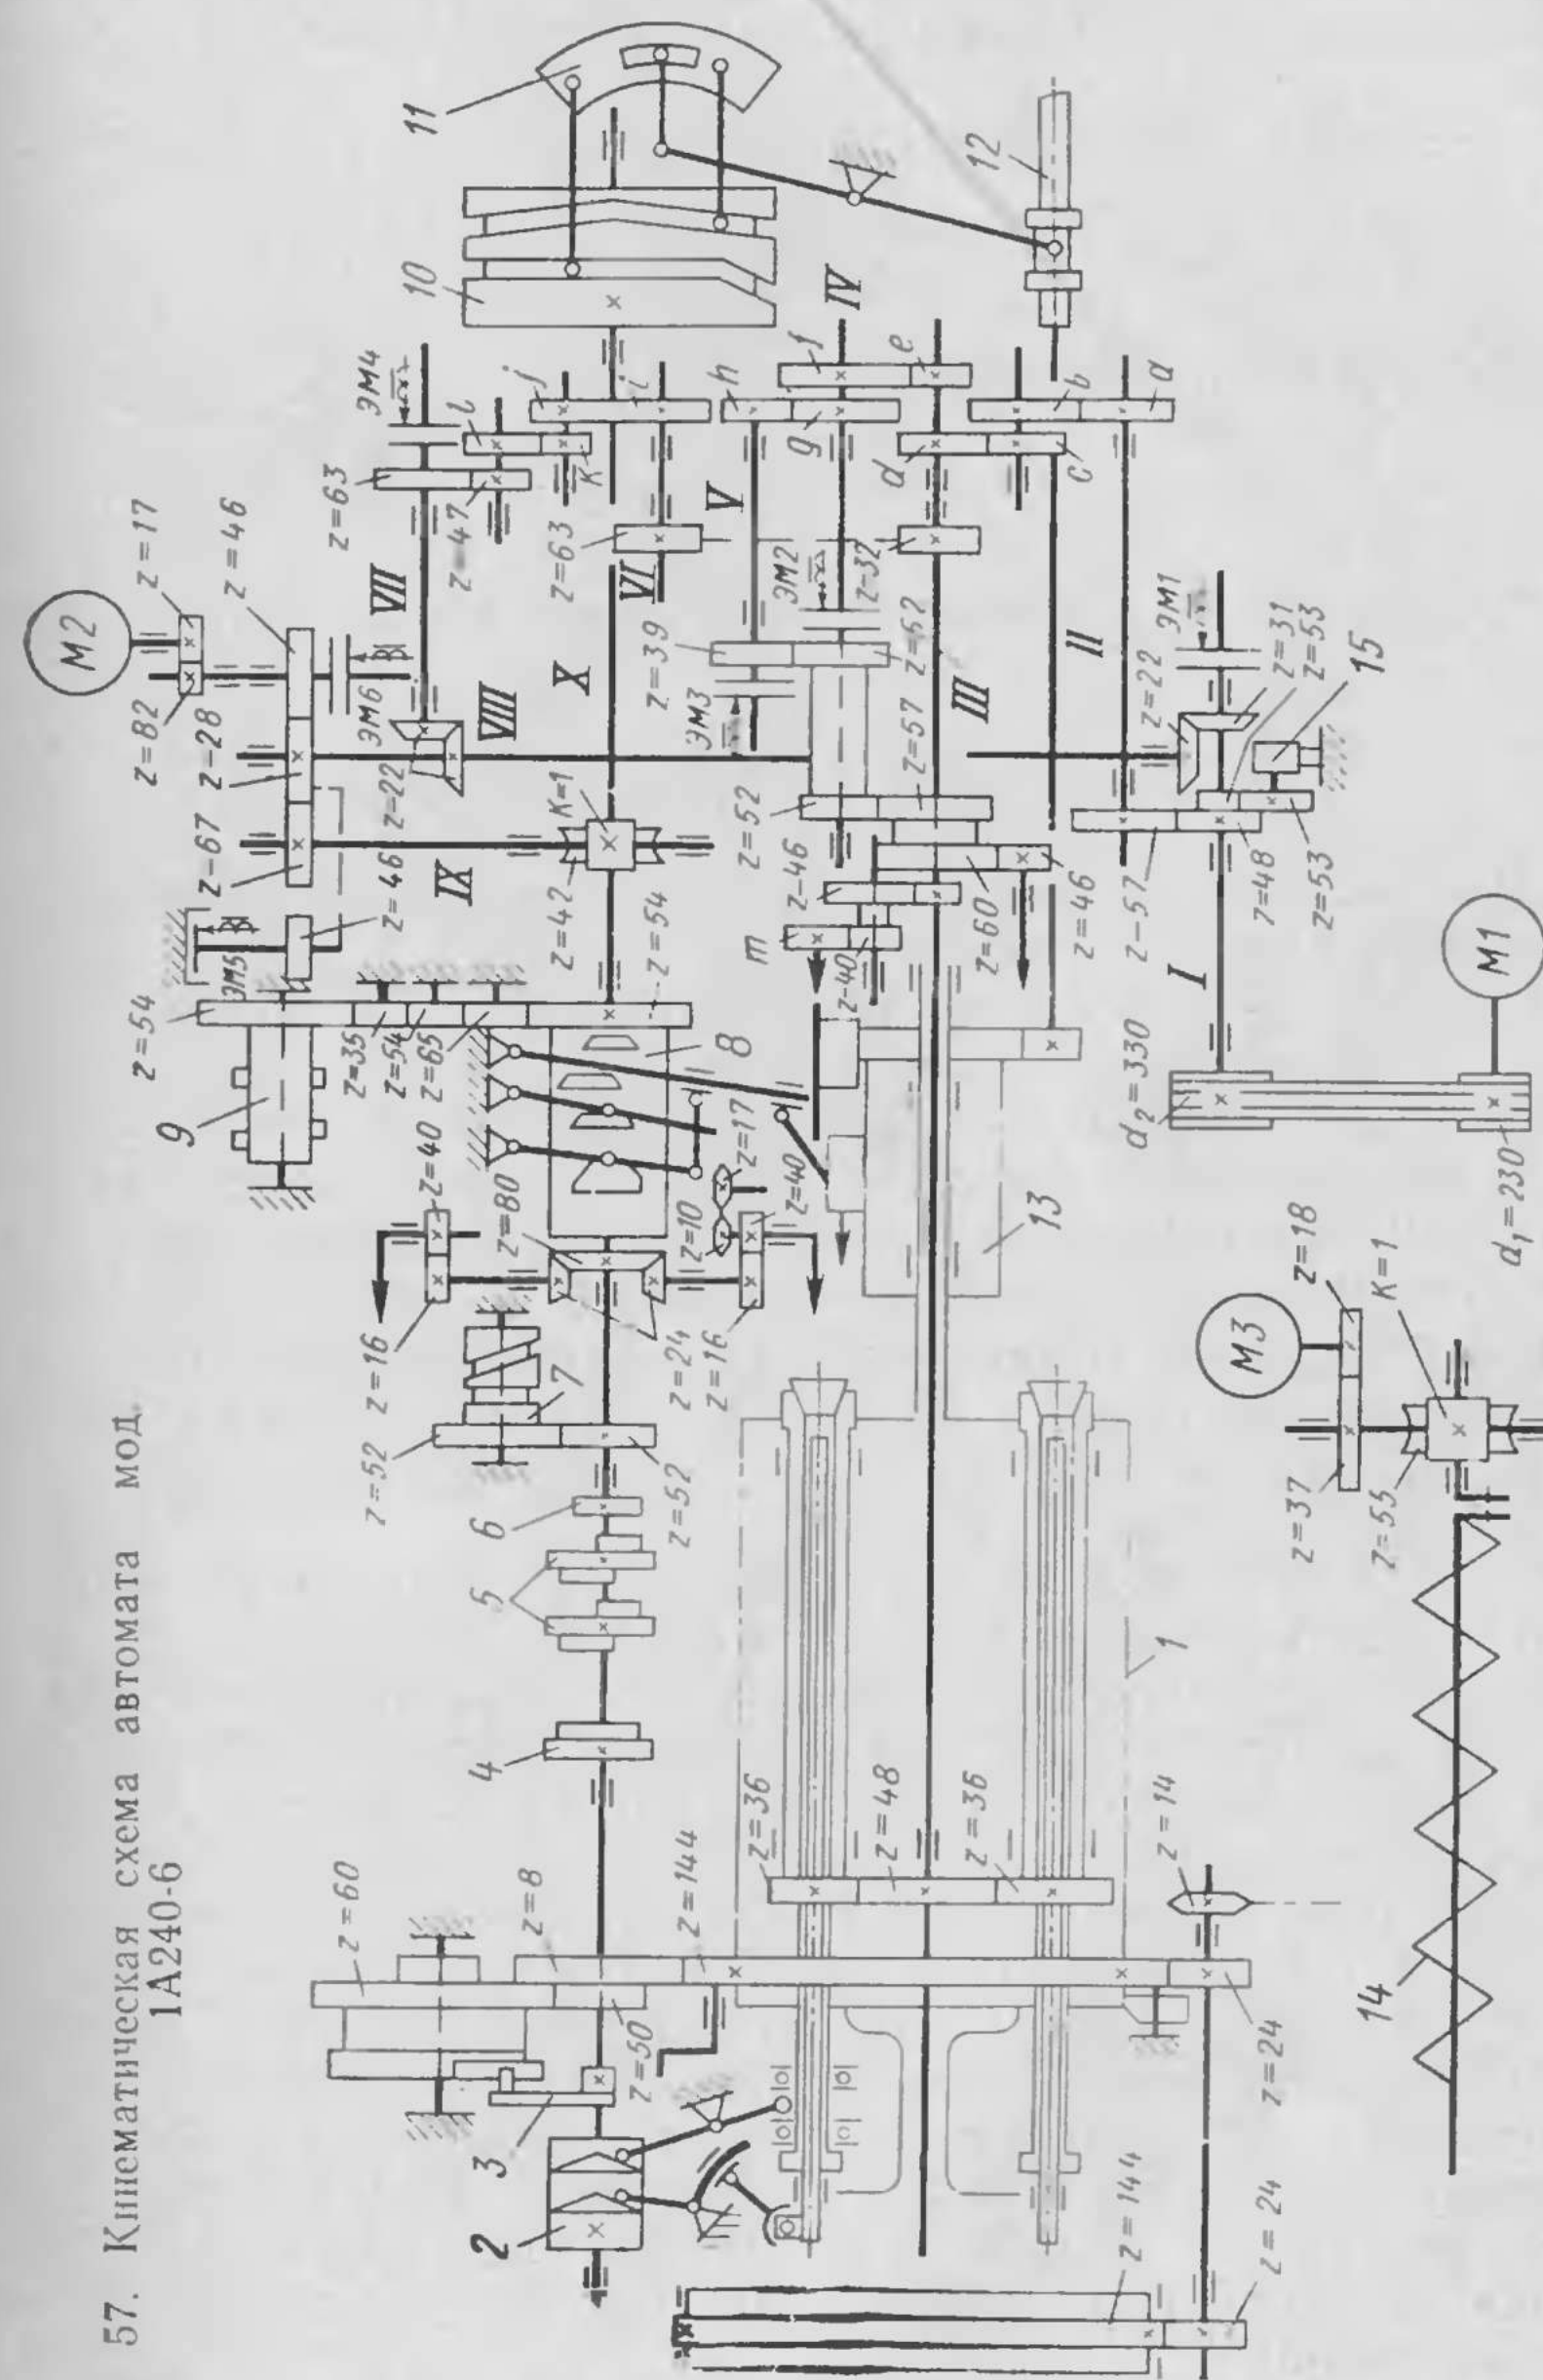 57. Кинематическая схема автомата мод.
1А240-6
z=54
9
ЭМ5
z-67
z=82
z-28
М2
z=17
z=46
ЭМ6
z=22
z=46
IX
VIII
VII
z=63
ЭМ4
l
z=47
j
K
i
10
11
z=35
z=54
z=65
z=40
z=42
K=1
X
z=63
VI
z=54
8
z=16
z=80
z=52
7
z=24
z=16
z=10
z=17
z=40
z=52
6
5
4
z=60
z=8
z=144
z=50
3
2
z=39
ЭМ3
V
h
ЭМ2
g
f
IV
e
z-32
d
z=52
z=57
III
z=52
z-46
m
z-40
z=60
z=46
c
b
a
12
II
ЭМ1
z=22
z=31
z=53
15
z-57
z=48
z=53
I
М1
d₂=330
d₁=230
13
1
z=36
z=48
z=36
z=14
z=24
z=144
z=24
М3
z=18
K=1
z=37
z=55
14